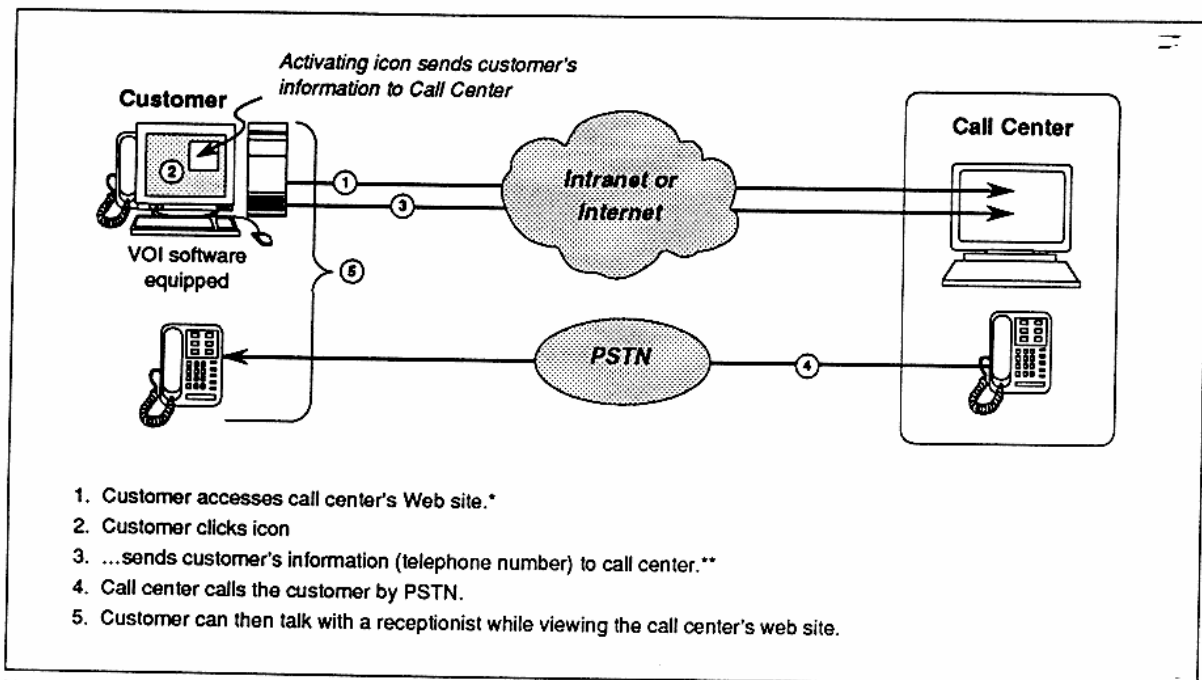 Activating icon sends customer's
information to Call Center
Customer
Call Center
2
1
Intranet or
Internet
3
VOI software
equipped
5
PSTN
4
1. Customer accesses call center's Web site.*
2. Customer clicks icon
3. ...sends customer's information (telephone number) to call center.**
4. Call center calls the customer by PSTN.
5. Customer can then talk with a receptionist while viewing the call center's web site.